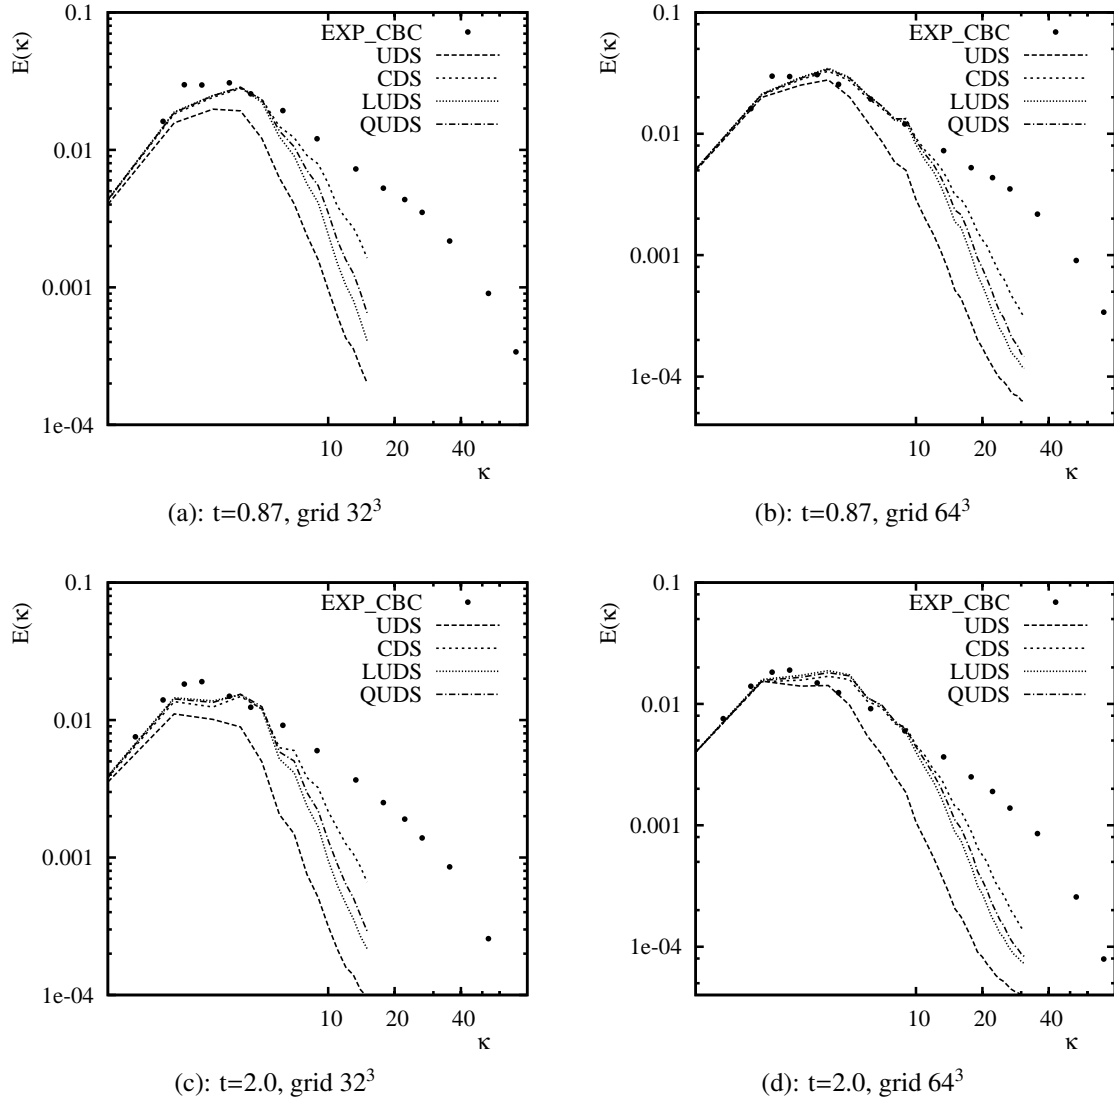 0.1
0.01
0.001
1e-04
E(κ)
EXP_CBC
UDS
CDS
LUDS
QUDS
10 20 40
κ
(a): t=0.87, grid 32³
0.1
0.01
0.001
1e-04
E(κ)
EXP_CBC
UDS
CDS
LUDS
QUDS
10 20 40
κ
(b): t=0.87, grid 64³
0.1
0.01
0.001
1e-04
E(κ)
EXP_CBC
UDS
CDS
LUDS
QUDS
10 20 40
κ
(c): t=2.0, grid 32³
0.1
0.01
0.001
1e-04
E(κ)
EXP_CBC
UDS
CDS
LUDS
QUDS
10 20 40
κ
(d): t=2.0, grid 64³